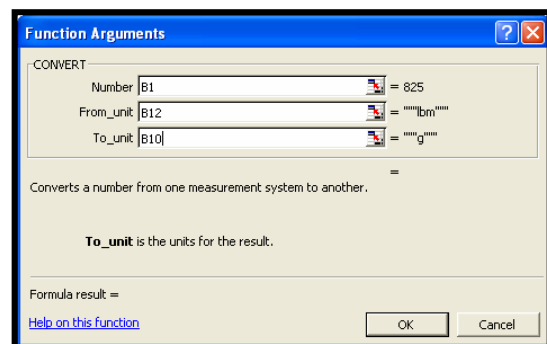 Function Arguments
CONVERT
Number B1 = 825
From_unit B12 = """lbm"""
To_unit B10 = """g"""
=
Converts a number from one measurement system to another.
To_unit is the units for the result.
Formula result =
Help on this function OK Cancel